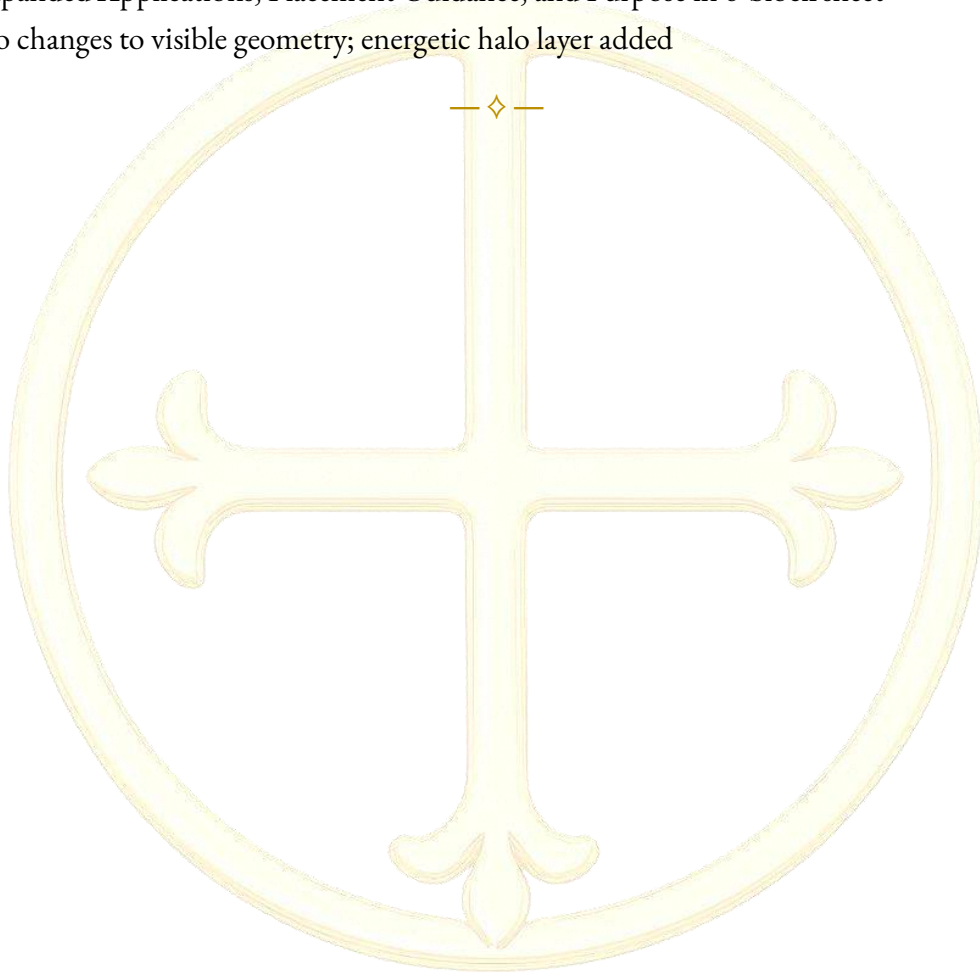 Applications, Placement Guidance, and Purpose in
o changes to visible geometry; energetic halo layer added